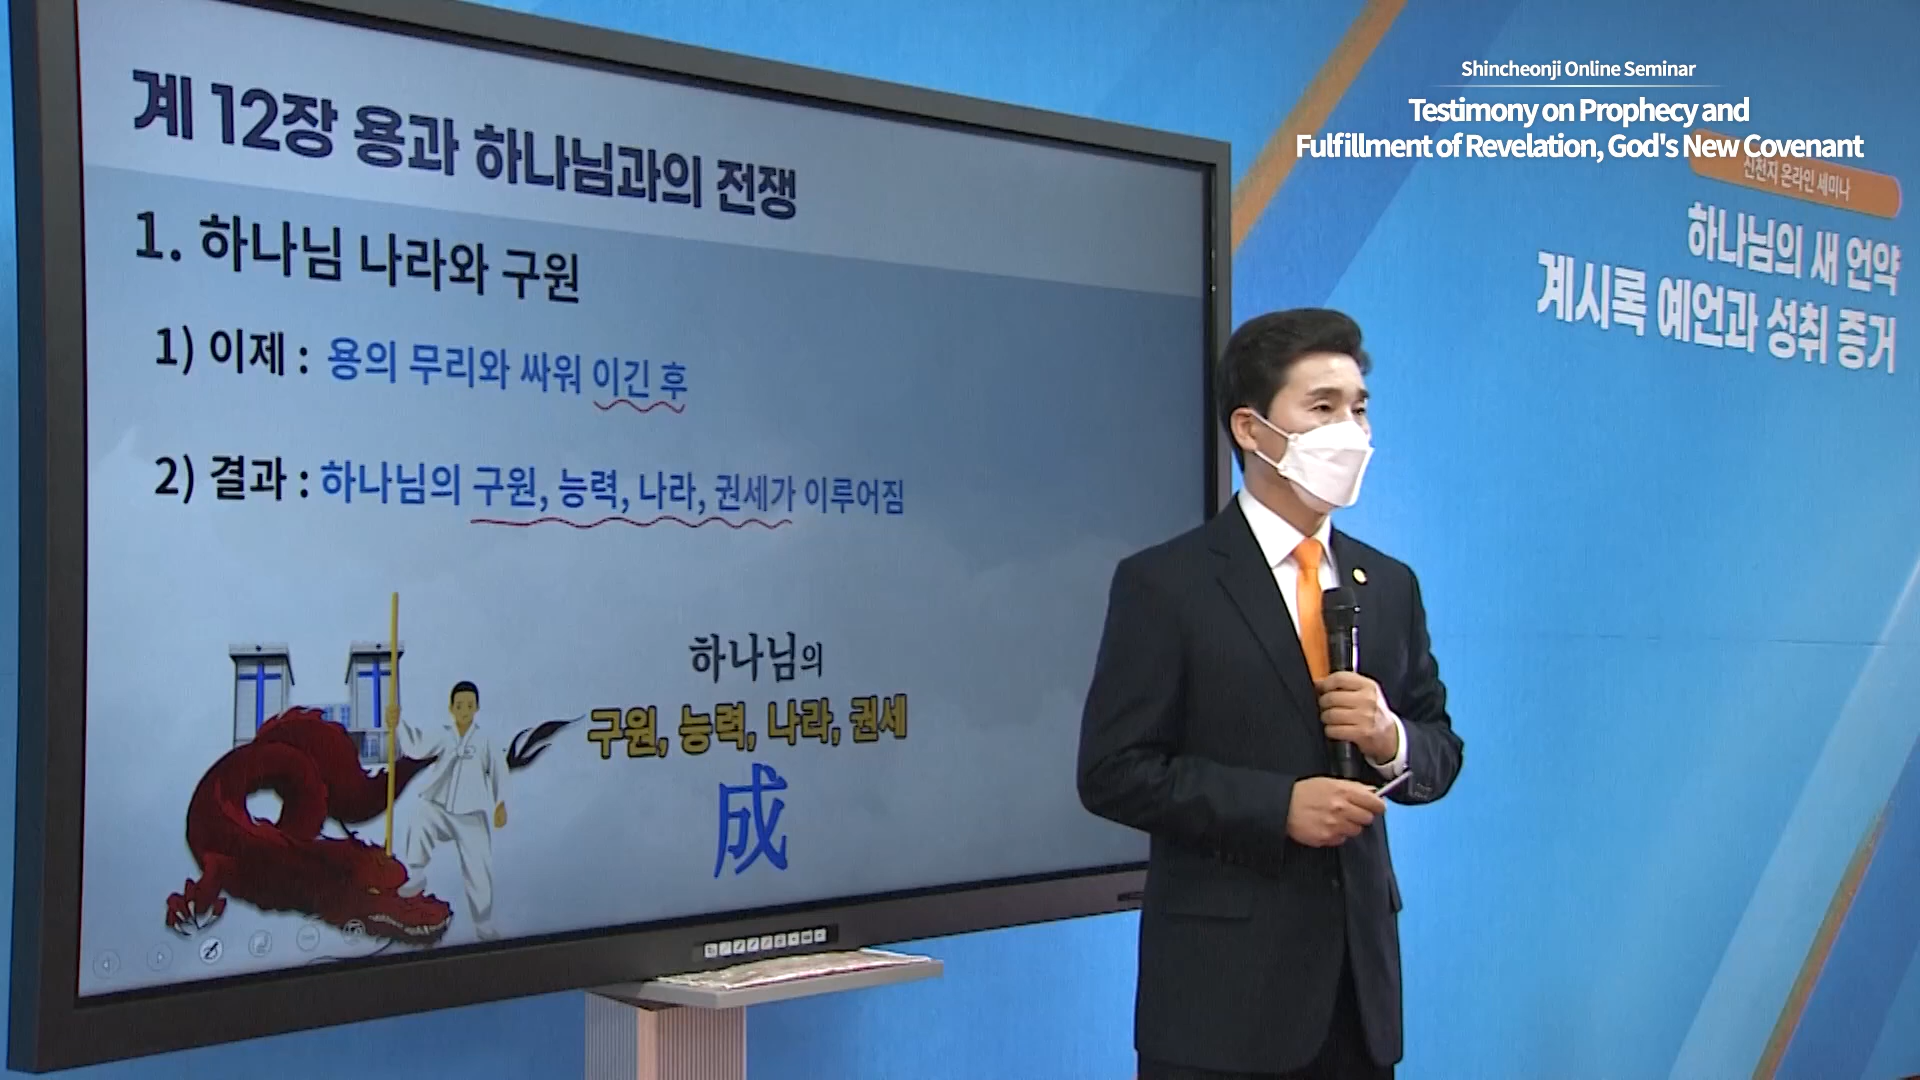 계 12장 용과 하나님과의 전쟁
1. 하나님 나라와 구원
1) 이제 : 용의 무리와 싸워 이긴 후
2) 결과 : 하나님의 구원, 능력, 나라, 권세가 이루어짐
하나님의
구원, 능력, 나라, 권세
成
Shincheonji Online Seminar
Testimony on Prophecy and
Fulfillment of Revelation, God's New Covenant
신천지 온라인 세미나
하나님의 새 언약
계시록 예언과 성취 증거